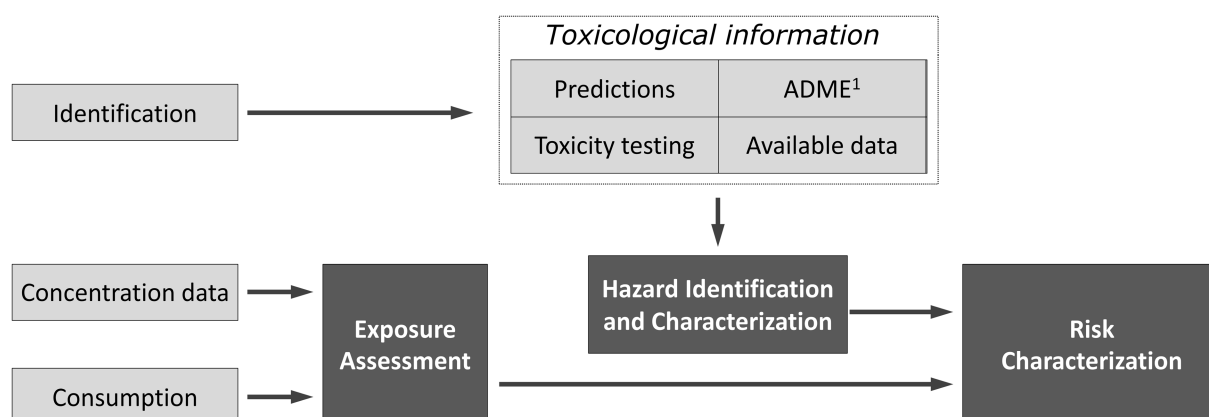 Toxicological information
Identification
Predictions
ADME¹
Toxicity testing
Available data
Concentration data
Exposure
Assessment
Hazard Identification
and Characterization
Risk
Characterization
Consumption